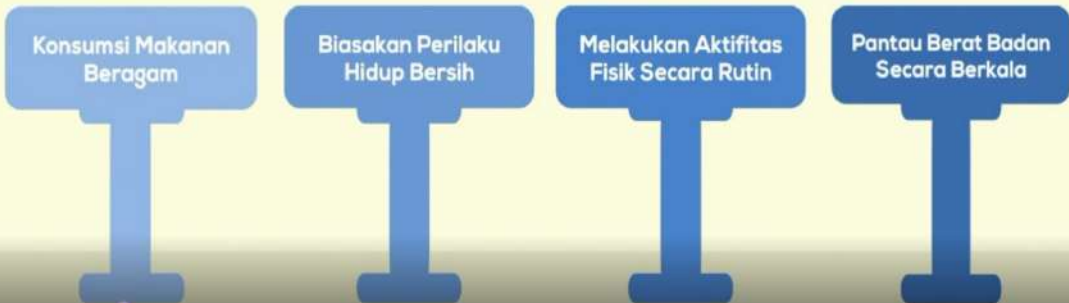 Konsumsi Makanan
Beragam
Biasakan Perilaku
Hidup Bersih
Melakukan Aktifitas
Fisik Secara Rutin
Pantau Berat Badan
Secara Berkala